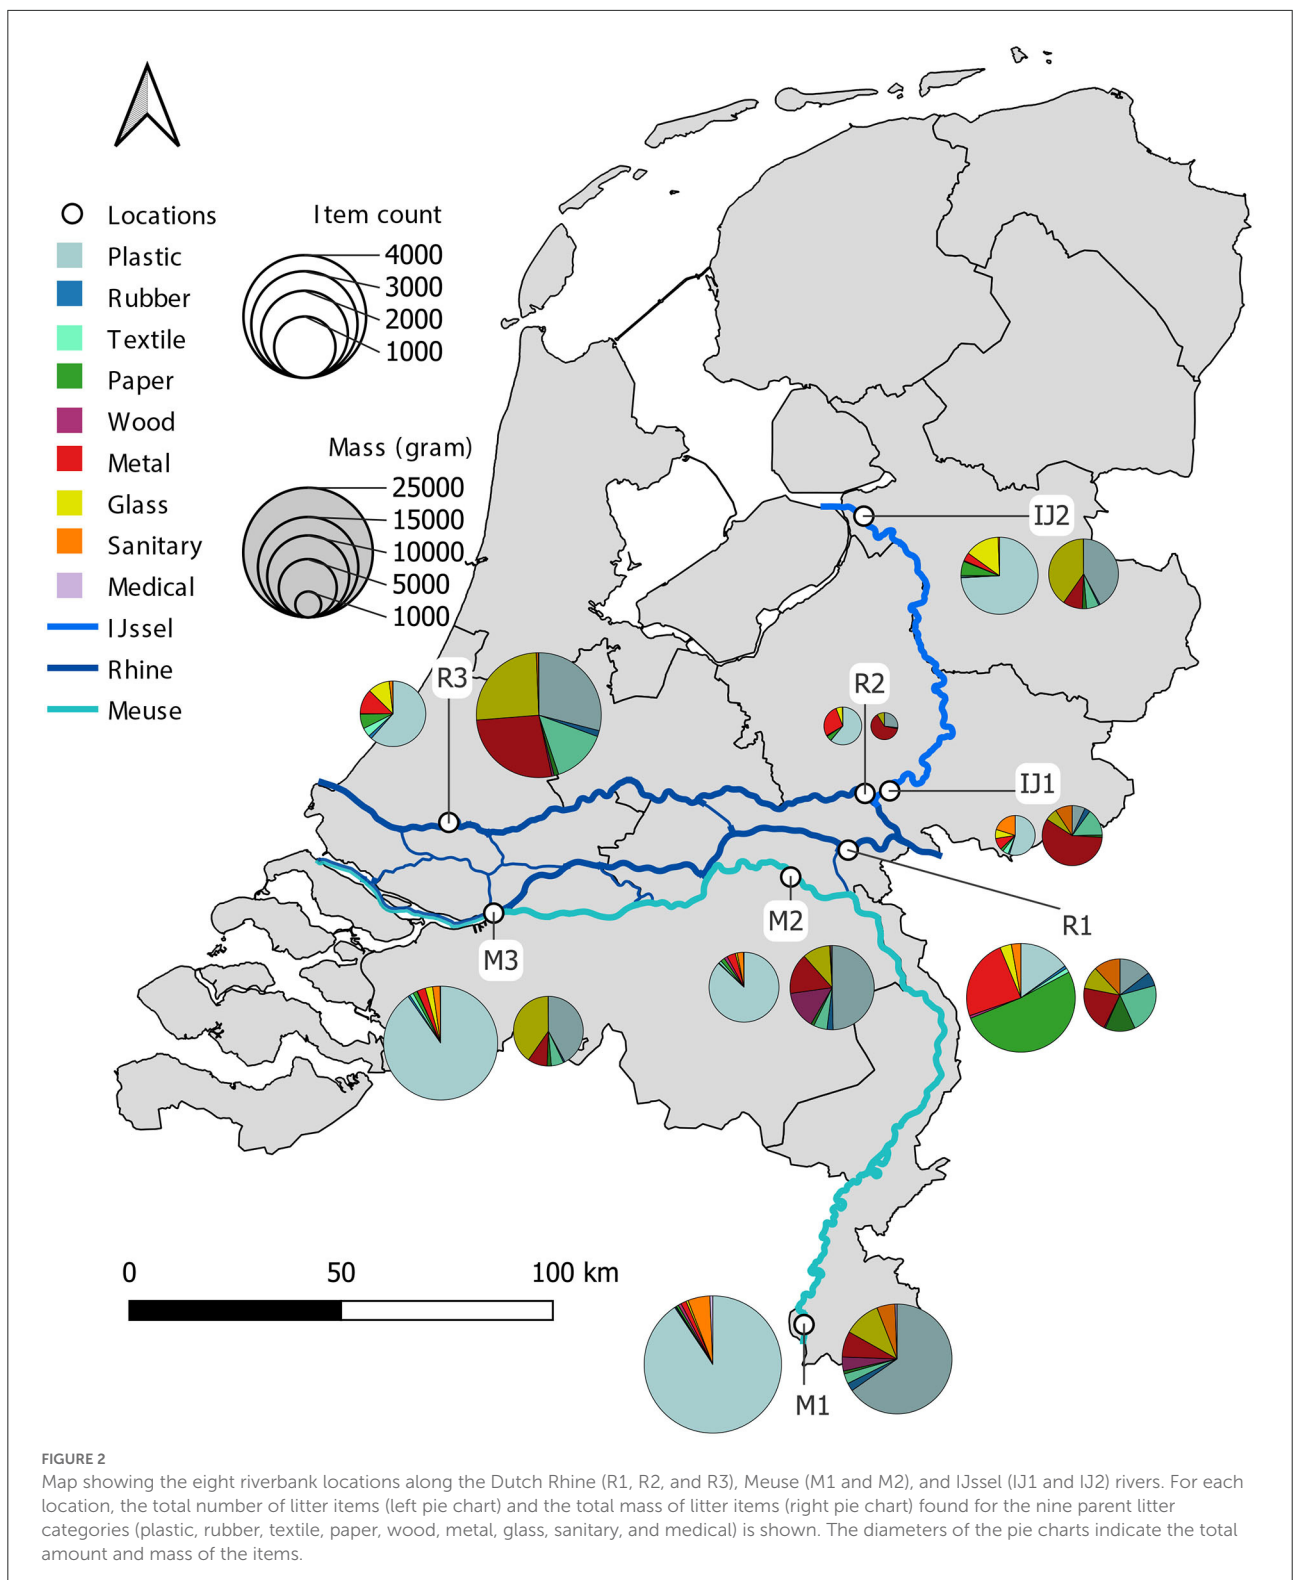 Locations
Plastic
Rubber
Textile
Paper
Wood
Metal
Glass
Sanitary
Medical
IJssel
Rhine
Meuse
Item count
4000
3000
2000
1000
Mass (gram)
25000
15000
10000
5000
1000
IJ2
R3
R2
IJ1
R1
M2
M3
M1
0 50 100 km
FIGURE 2
Map showing the eight riverbank locations along the Dutch Rhine (R1, R2, and R3), Meuse (M1 and M2), and IJssel (IJ1 and IJ2) rivers. For each
location, the total number of litter items (left pie chart) and the total mass of litter items (right pie chart) found for the nine parent litter
categories (plastic, rubber, textile, paper, wood, metal, glass, sanitary, and medical) is shown. The diameters of the pie charts indicate the total
amount and mass of the items.